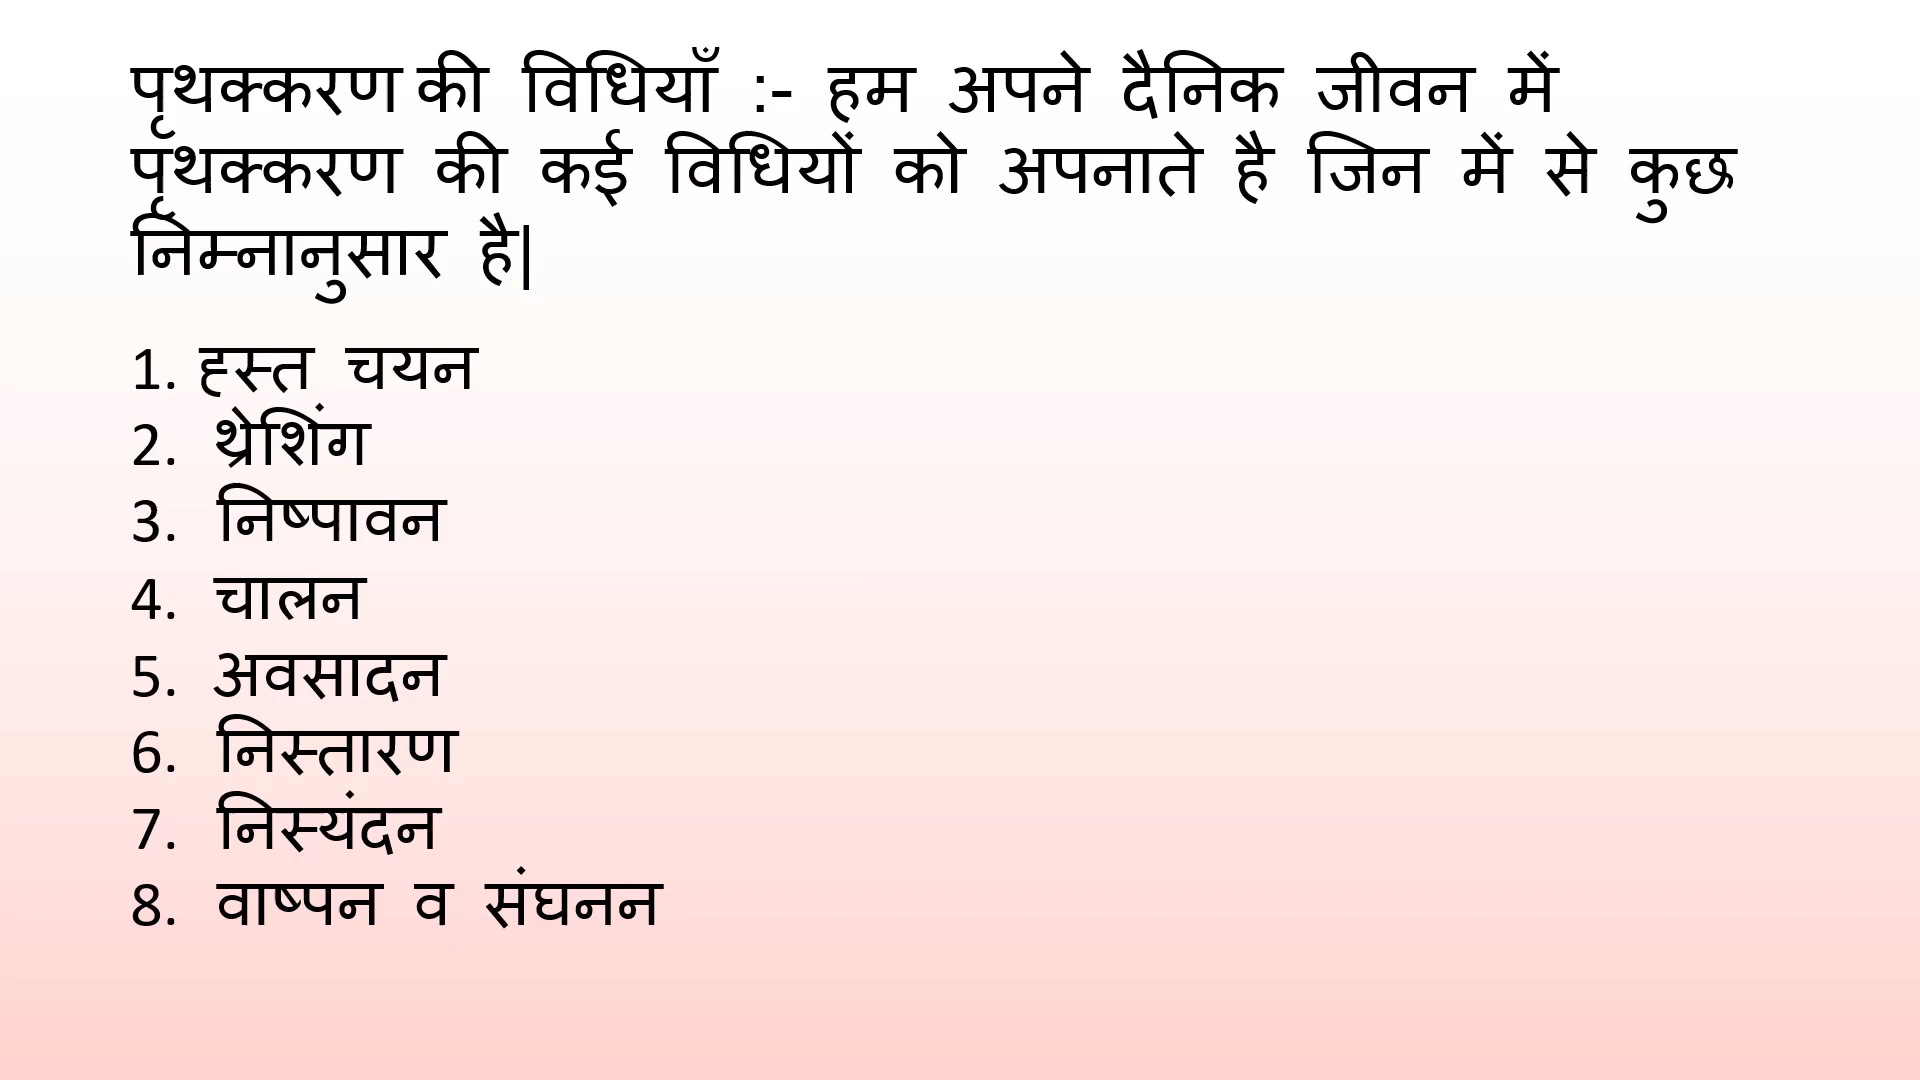 पृथक्करण की विधियाँ :- हम अपने दैनिक जीवन में
पृथक्करण की कई विधियों को अपनाते है जिन में से कुछ
निम्नानुसार है|
1. ह्स्त चयन
2. थ्रेशिंग
3. निष्पावन
4. चालन
5. अवसादन
6. निस्तारण
7. निस्यंदन
8. वाष्पन व संघनन